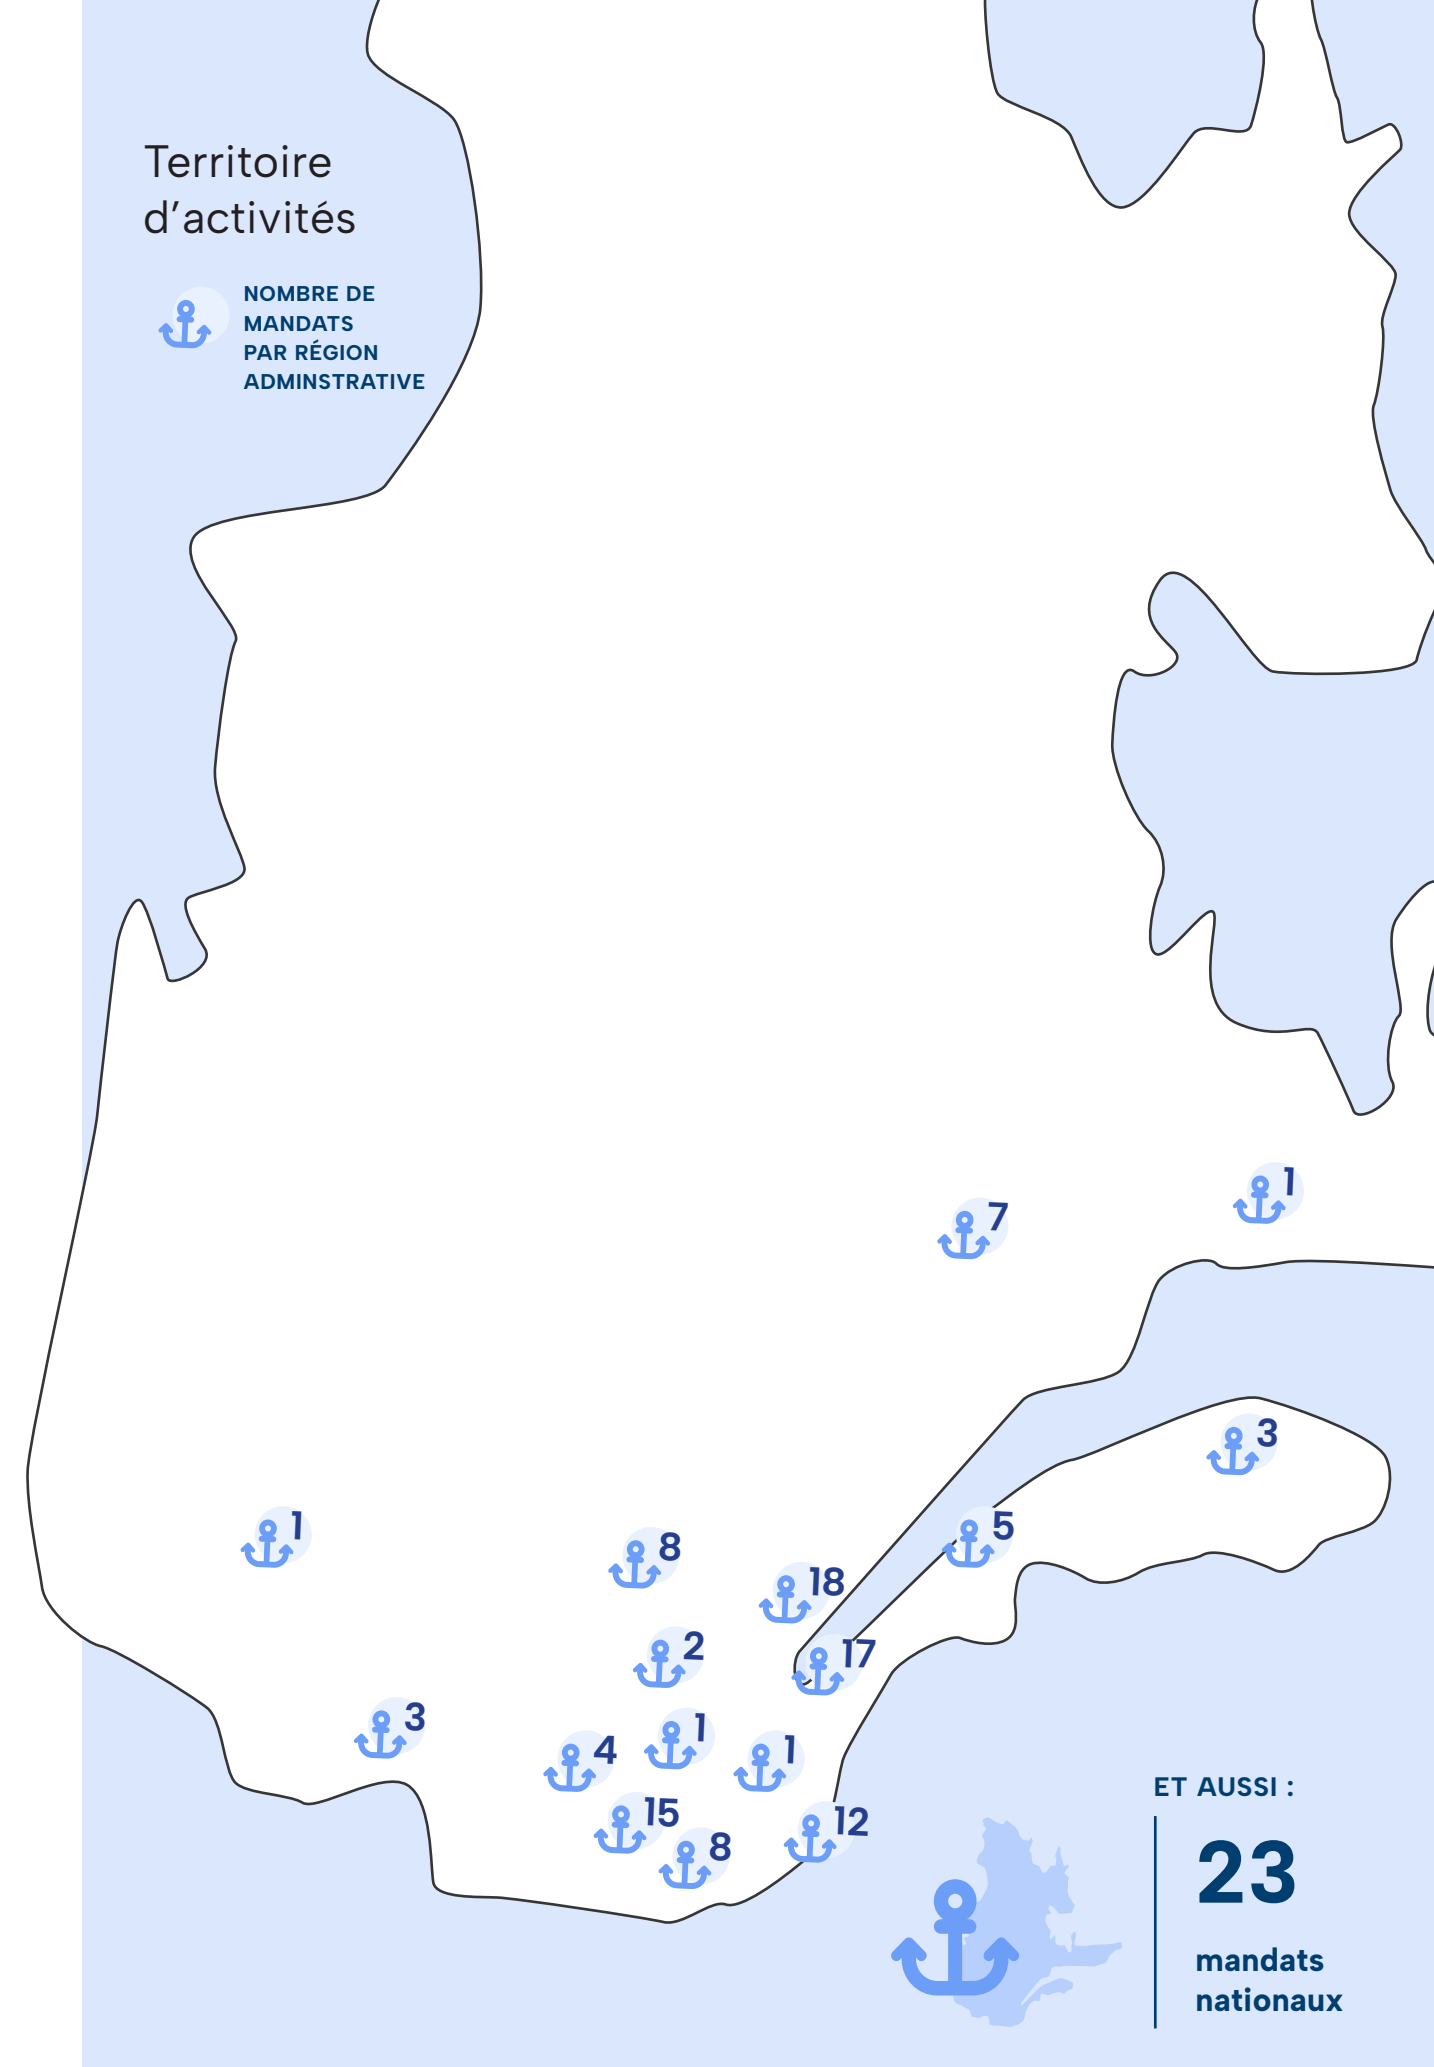 Territoire
d’activités
NOMBRE DE
MANDATS
PAR RÉGION
ADMINSTRATIVE
1
7
3
5
1
8
18
2
17
3
1
4
1
15
12
8
ET AUSSI :
23
mandats
nationaux